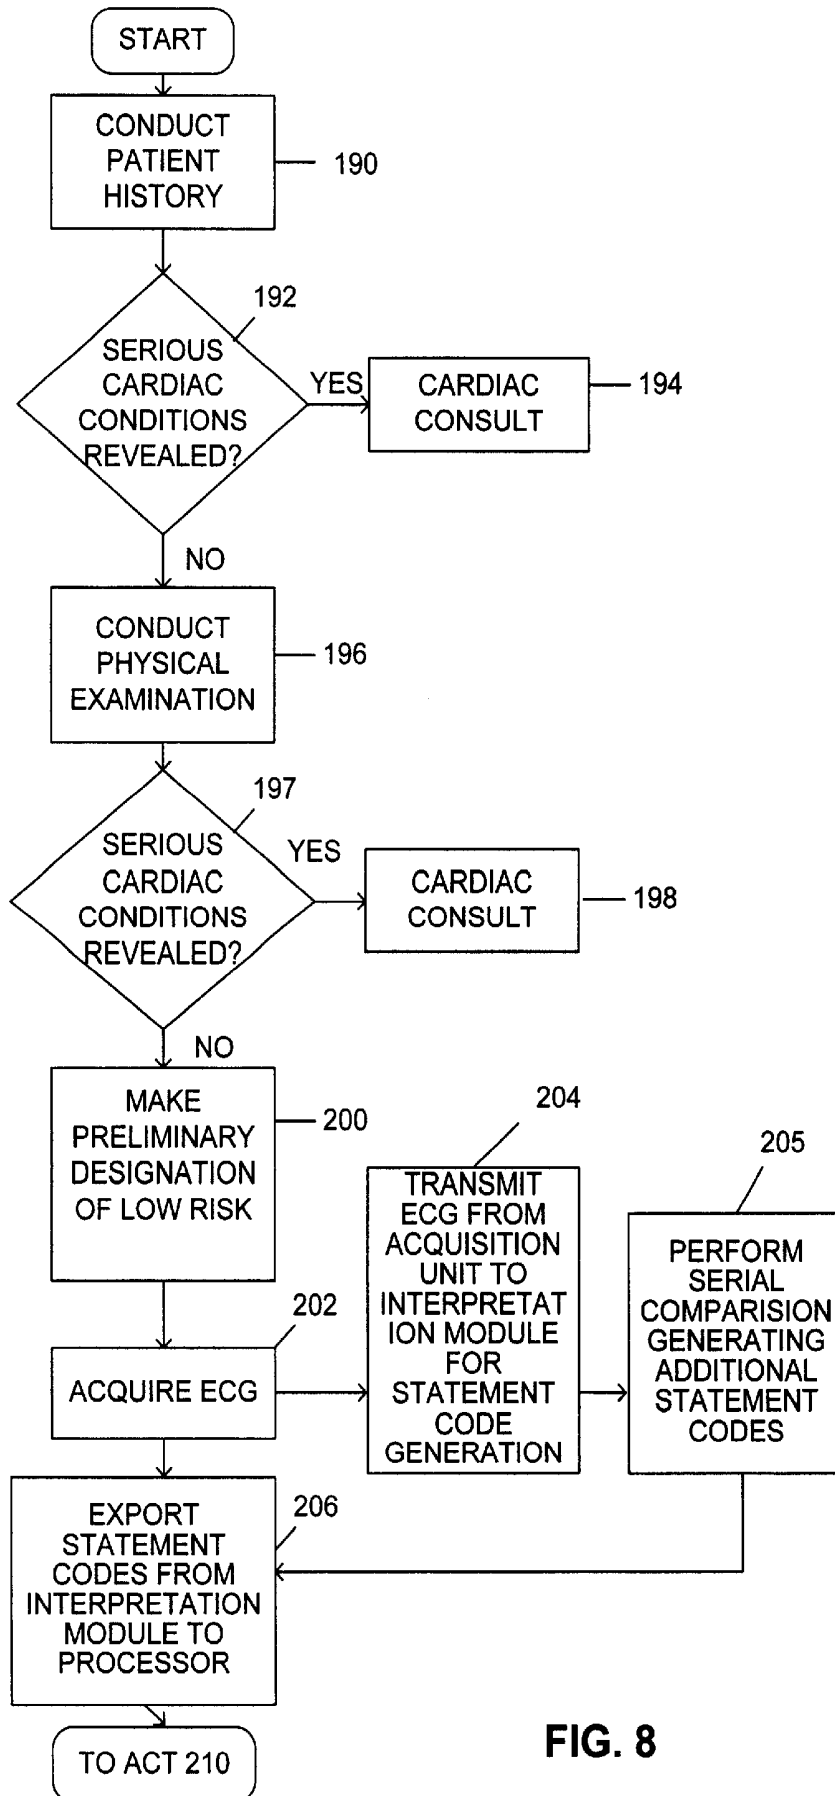 START
CONDUCT
PATIENT
HISTORY
190
192
SERIOUS
CARDIAC
CONDITIONS
REVEALED?
YES
CARDIAC
CONSULT
194
NO
CONDUCT
PHYSICAL
EXAMINATION
196
197
SERIOUS
CARDIAC
CONDITIONS
REVEALED?
YES
CARDIAC
CONSULT
198
NO
MAKE
PRELIMINARY
DESIGNATION
OF LOW RISK
200
202
ACQUIRE ECG
204
TRANSMIT
ECG FROM
ACQUISITION
UNIT TO
INTERPRETAT
ION MODULE
FOR
STATEMENT
CODE
GENERATION
205
PERFORM
SERIAL
COMPARISION
GENERATING
ADDITIONAL
STATEMENT
CODES
206
EXPORT
STATEMENT
CODES FROM
INTERPRETATION
MODULE TO
PROCESSOR
TO ACT 210
FIG. 8